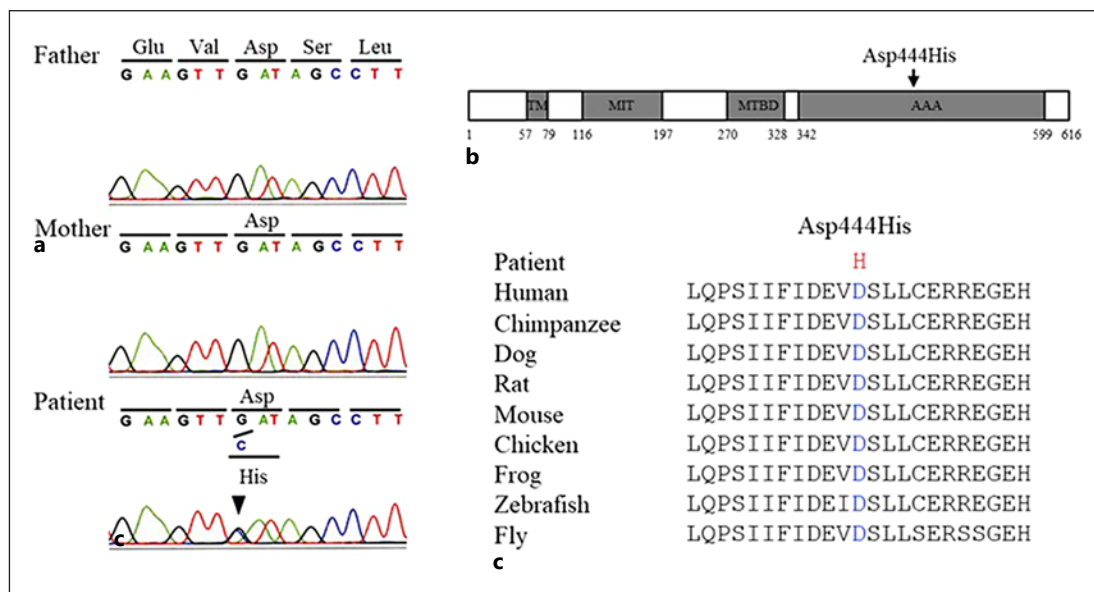 Glu Val Asp Ser Leu
Father
G A A G T T G A T A G C C T T
Mother
Asp
a
G A A G T T G A T A G C C T T
Patient
Asp
G A A G T T G A T A G C C T T
C
His
c
Asp444His
TM MIT MTBD AAA
1 57 79 116 197 270 328 342 599 616
b
Asp444His
Patient H
Human LQPSIIFIDEVDSLLCERREGEH
Chimpanzee LQPSIIFIDEVDSLLCERREGEH
Dog LQPSIIFIDEVDSLLCERREGEH
Rat LQPSIIFIDEVDSLLCERREGEH
Mouse LQPSIIFIDEVDSLLCERREGEH
Chicken LQPSIIFIDEVDSLLCERREGEH
Frog LQPSIIFIDEVDSLLCERREGEH
Zebrafish LQPSIIFIDEIDSLLCERREGEH
Fly LQPSIIFIDEVDSLLSERSSGEH
c